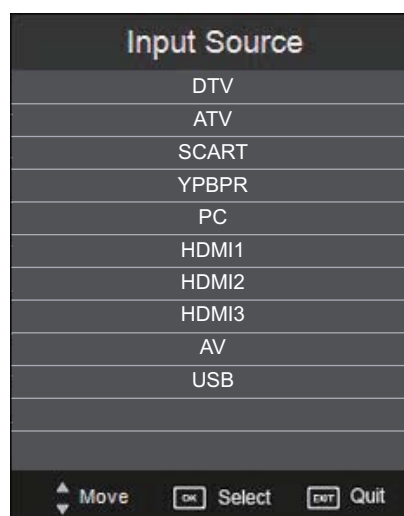 Input Source
DTV
ATV
SCART
YPBPR
PC
HDMI1
HDMI2
HDMI3
AV
USB
Move OK Select EXIT Quit